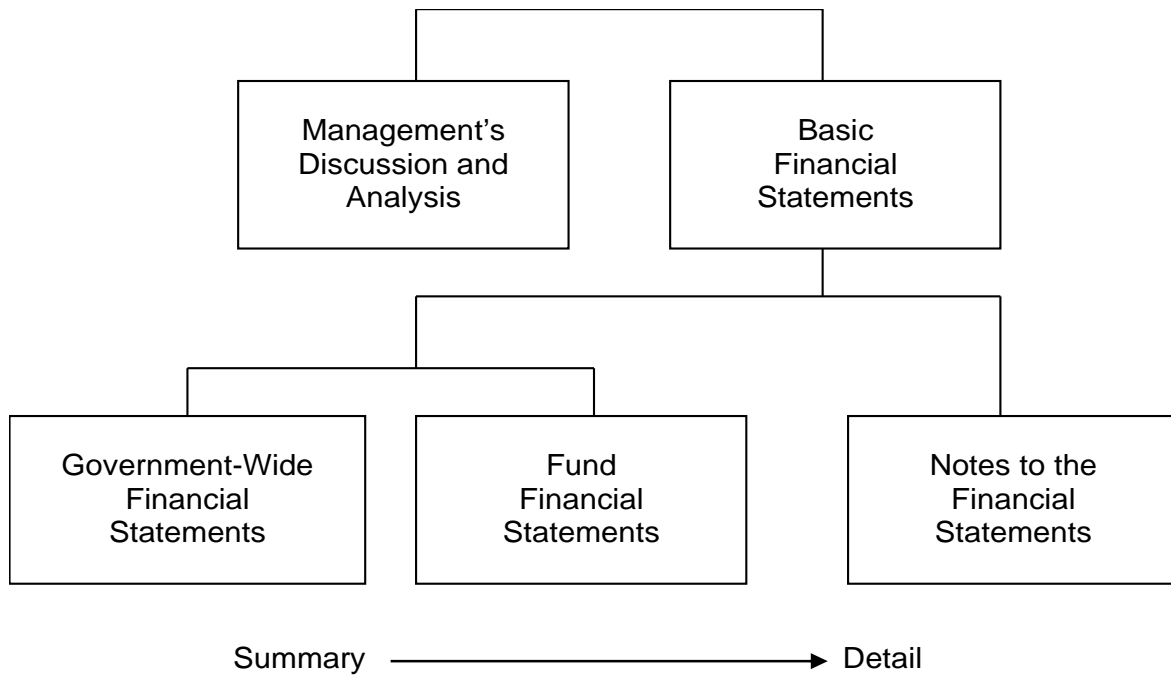 Management’s
Discussion and
Analysis
Basic
Financial
Statements
Government-Wide
Financial
Statements
Fund
Financial
Statements
Notes to the
Financial
Statements
Summary
Detail